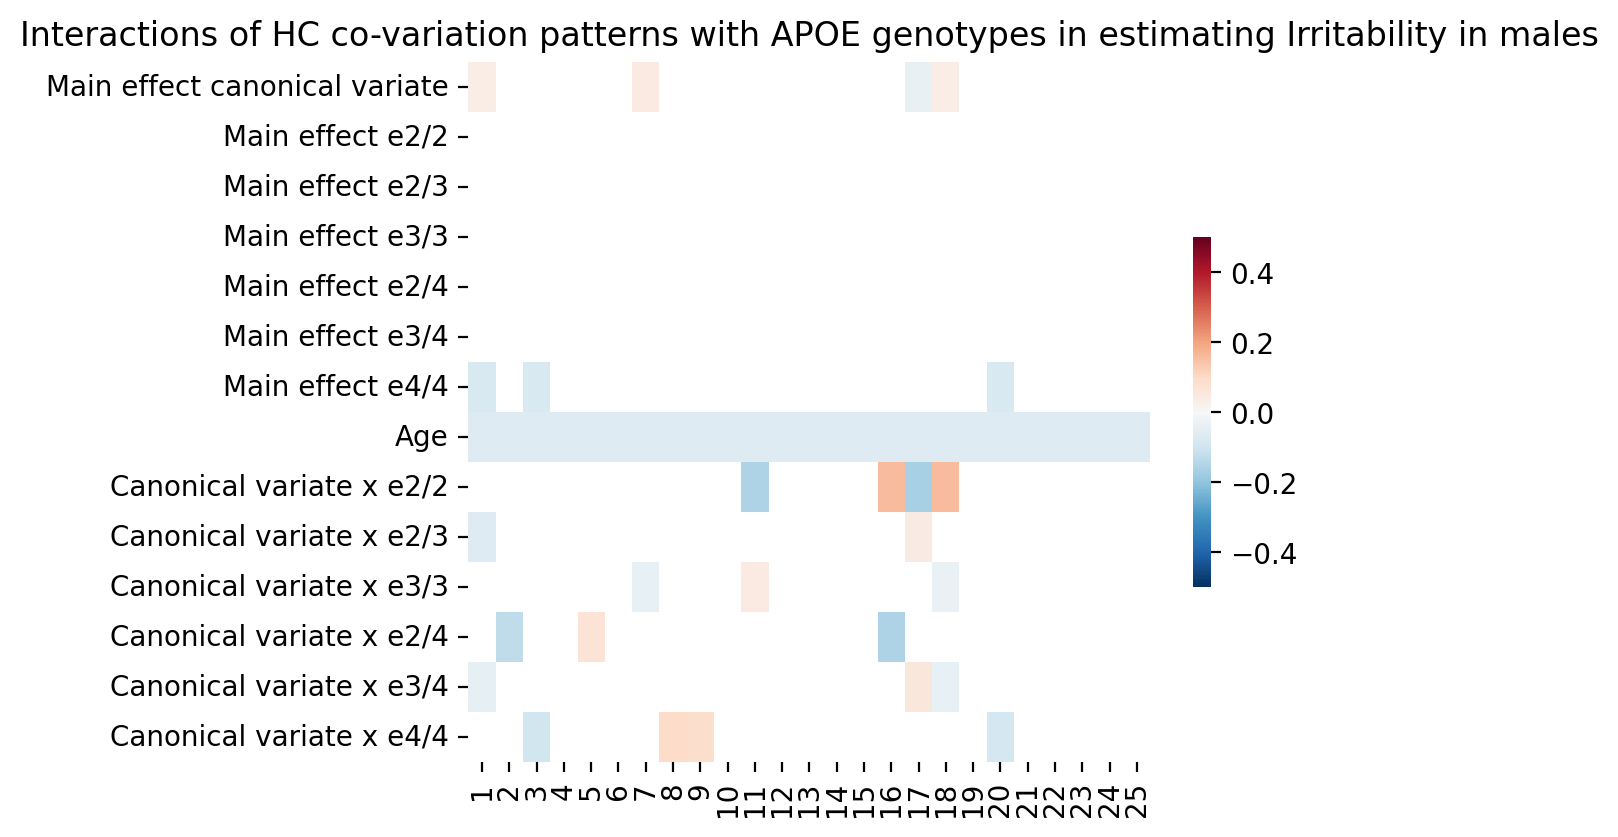 Interactions of HC co-variation patterns with APOE genotypes in estimating Irritability in males
Main effect canonical variate
Main effect e2/2
Main effect e2/3
Main effect e3/3
Main effect e2/4
Main effect e3/4
Main effect e4/4
Age
Canonical variate x e2/2
Canonical variate x e2/3
Canonical variate x e3/3
Canonical variate x e2/4
Canonical variate x e3/4
Canonical variate x e4/4
1 2 3 4 5 6 7 8 9 10 11 12 13 14 15 16 17 18 19 20 21 22 23 24 25
0.4
0.2
0.0
−0.2
−0.4